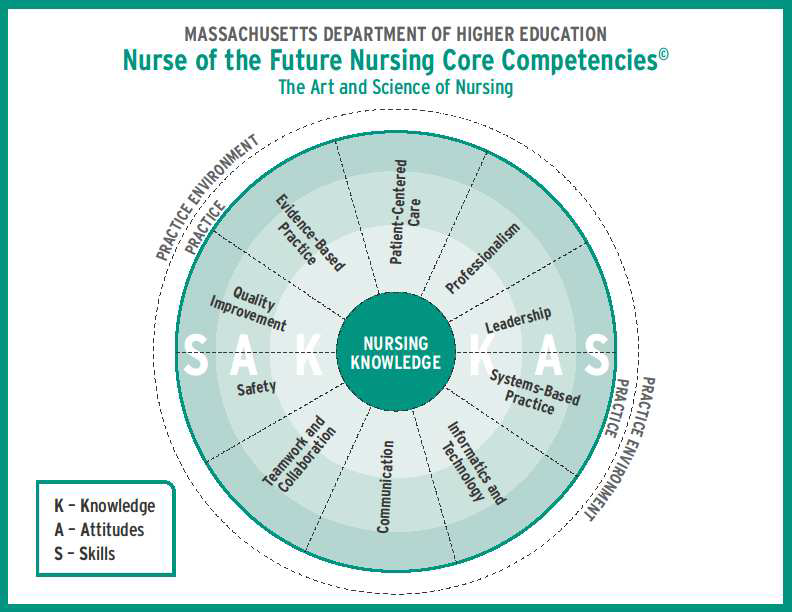 MASSACHUSETTS DEPARTMENT OF HIGHER EDUCATION
Nurse of the Future Nursing Core Competencies©
The Art and Science of Nursing
PRACTICE ENVIRONMENT
PRACTICE
Patient-Centered
Care
Professionalism
Leadership
Systems-Based
Practice
Informatics and
Technology
Communication
Teamwork and
Collaboration
Safety
Quality
Improvement
Evidence-Based
Practice
S A K
NURSING
KNOWLEDGE
K A S
PRACTICE
PRACTICE ENVIRONMENT
K – Knowledge
A – Attitudes
S – Skills